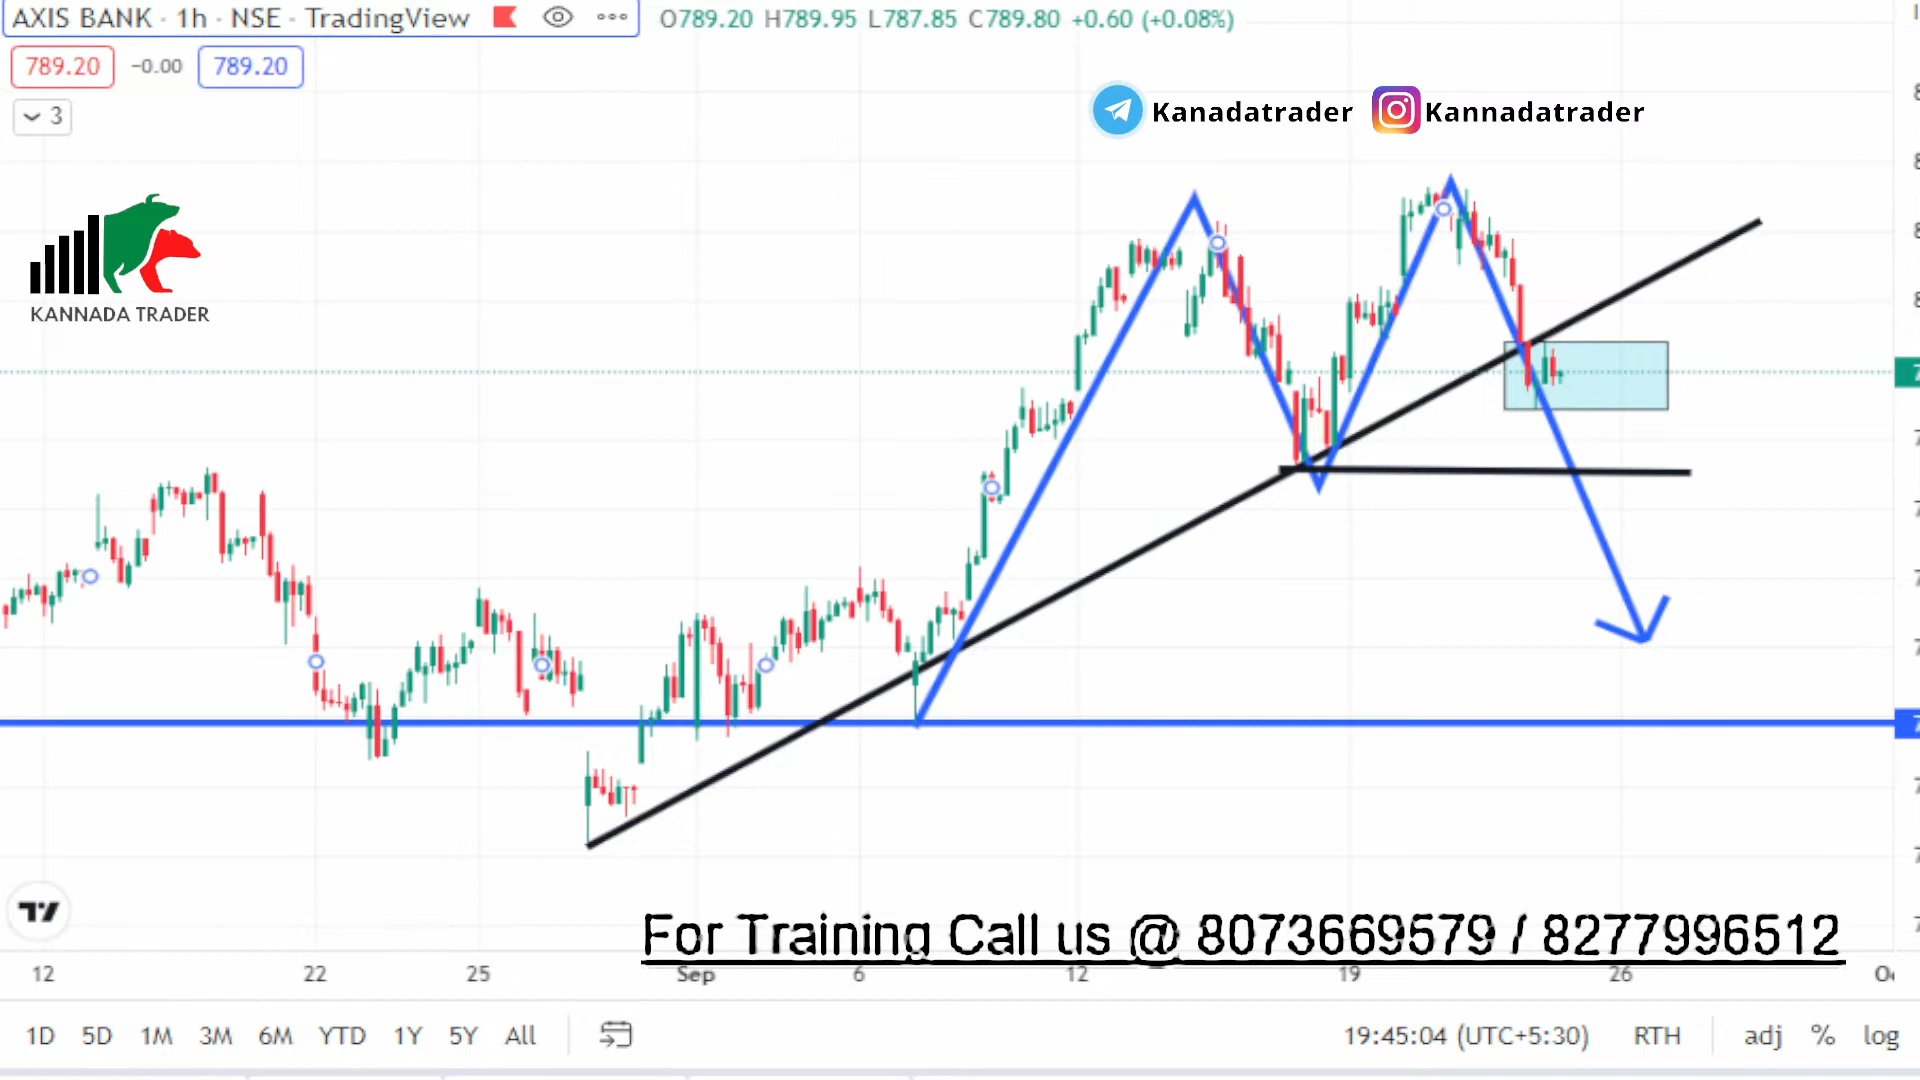 AXIS BANK · 1h · NSE · TradingView O789.20 H789.95 L787.85 C789.80 +0.60 (+0.08%)
789.20 −0.00 789.20
3
Kanadatrader Kannadatrader
KANNADA TRADER
For Training Call us @ 8073669579 / 8277996512
12 22 25 Sep 6 12 19 26
1D 5D 1M 3M 6M YTD 1Y 5Y All 19:45:04 (UTC+5:30) RTH adj % log